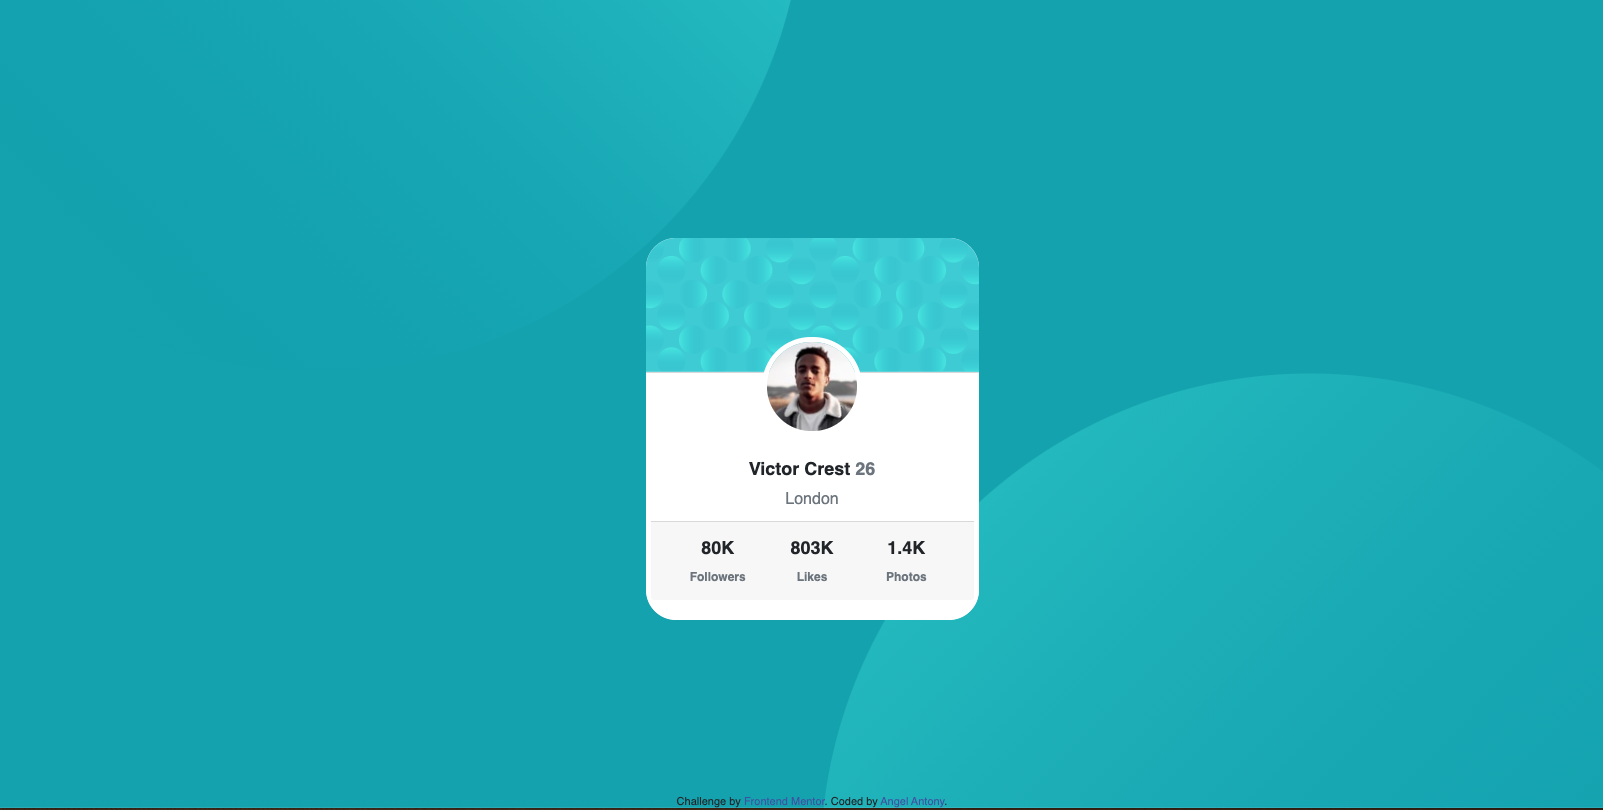 Victor Crest 26
London
80K 803K 1.4K
Followers Likes Photos
Challenge by Frontend Mentor. Coded by Angel Antony.